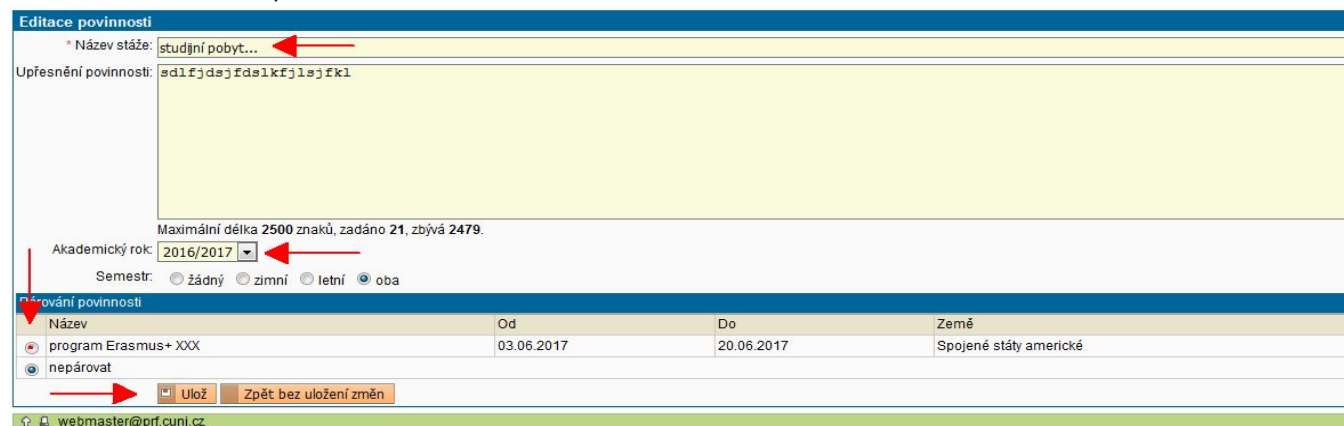 Editace povinnosti
* Název stáže: studijní pobyt...
Upřesnění povinnosti: sdlfjdsjfdslkfjlsjfkl
Maximální délka 2500 znaků, zadáno 21, zbývá 2479.
Akademický rok: 2016/2017
Semestr: žádný zimní letní oba
Párování povinnosti
Název Od Do Země
program Erasmus+ XXX 03.06.2017 20.06.2017 Spojené státy americké
nepárovat
Ulož Zpět bez uložení změn
webmaster@prf.cuni.cz